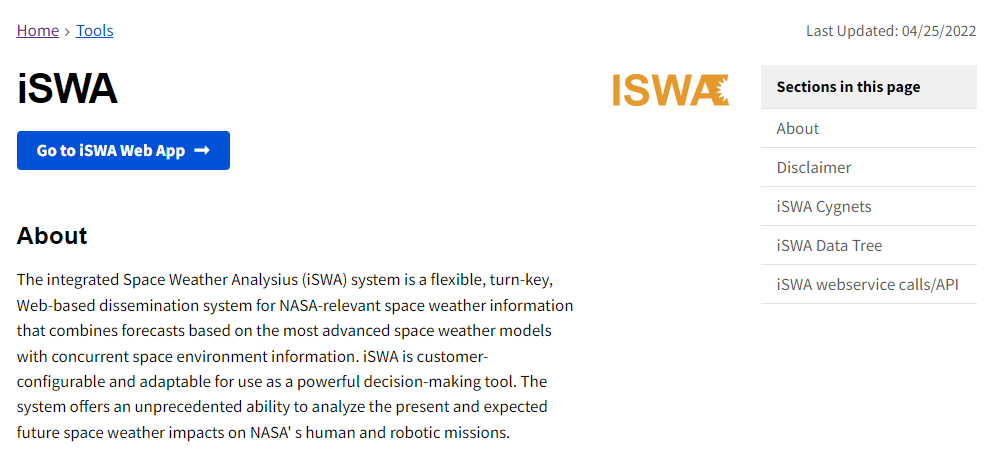 Home › Tools
Last Updated: 04/25/2022
iSWA
ISWA
Go to iSWA Web App →
About
The integrated Space Weather Analysius (iSWA) system is a flexible, turn-key,
Web-based dissemination system for NASA-relevant space weather information
that combines forecasts based on the most advanced space weather models
with concurrent space environment information. iSWA is customer-
configurable and adaptable for use as a powerful decision-making tool. The
system offers an unprecedented ability to analyze the present and expected
future space weather impacts on NASA' s human and robotic missions.
Sections in this page
About
Disclaimer
iSWA Cygnets
iSWA Data Tree
iSWA webservice calls/API